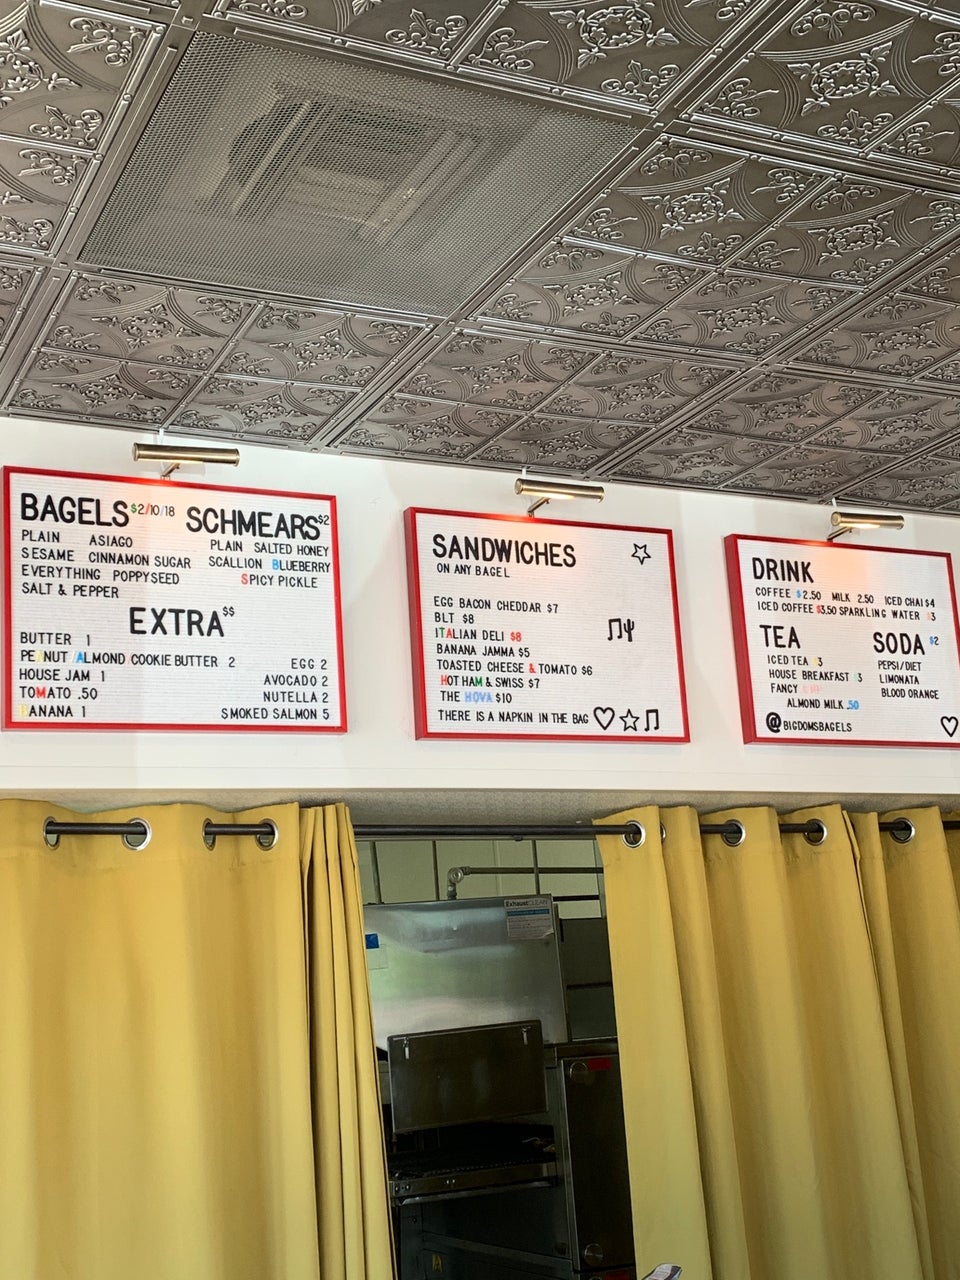 BAGELS $2/10/18
PLAIN ASIAGO
SESAME CINNAMON SUGAR
EVERYTHING POPPYSEED
SALT & PEPPER
SCHMEARS $2
PLAIN SALTED HONEY
SCALLION BLUEBERRY
SPICY PICKLE
EXTRA $$
BUTTER 1
PEANUT/ALMOND/COOKIE BUTTER 2
HOUSE JAM 1
TOMATO .50
BANANA 1
EGG 2
AVOCADO 2
NUTELLA 2
SMOKED SALMON 5
SANDWICHES
ON ANY BAGEL
EGG BACON CHEDDAR $7
BLT $8
ITALIAN DELI $8
BANANA JAMMA $5
TOASTED CHEESE & TOMATO $6
HOT HAM & SWISS $7
THE HOVA $10
THERE IS A NAPKIN IN THE BAG
DRINK
COFFEE $2.50 MILK 2.50 ICED CHAI $4
ICED COFFEE $3.50 SPARKLING WATER $3
TEA
ICED TEA $3
HOUSE BREAKFAST $3
FANCY
ALMOND MILK .50
SODA $2
PEPSI/DIET
LIMONATA
BLOOD ORANGE
@BIGDOMSBAGELS
ExhaustCLEAN